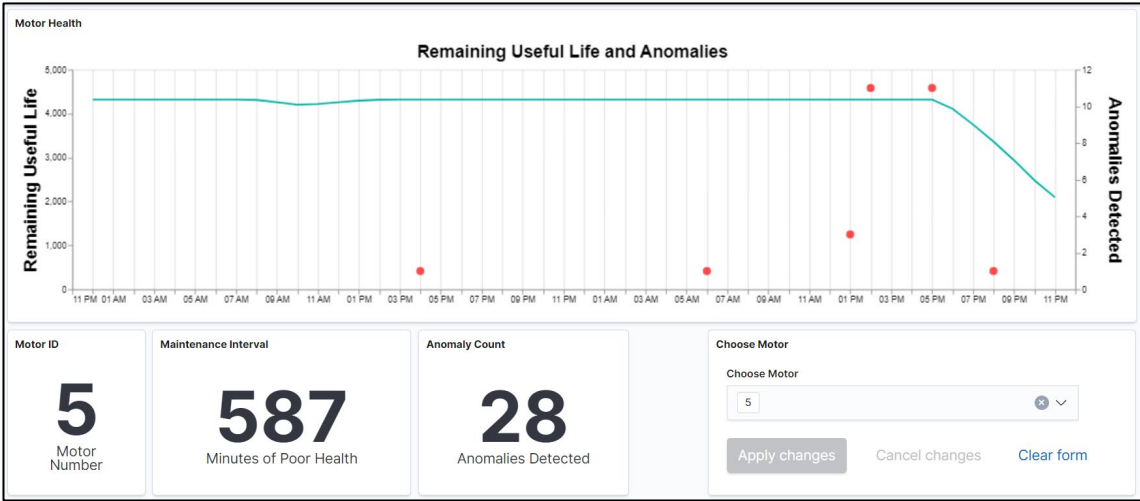 Motor Health
Remaining Useful Life and Anomalies
Remaining Useful Life
5,000
4,000
3,000
2,000
1,000
0
12
10
8
6
4
2
0
Anomalies Detected
11 PM 01 AM 03 AM 05 AM 07 AM 09 AM 11 AM 01 PM 03 PM 05 PM 07 PM 09 PM 11 PM 01 AM 03 AM 05 AM 07 AM 09 AM 11 AM 01 PM 03 PM 05 PM 07 PM 09 PM 11 PM
Motor ID
5
Motor
Number
Maintenance Interval
587
Minutes of Poor Health
Anomaly Count
28
Anomalies Detected
Choose Motor
Choose Motor
5
Apply changes Cancel changes Clear form